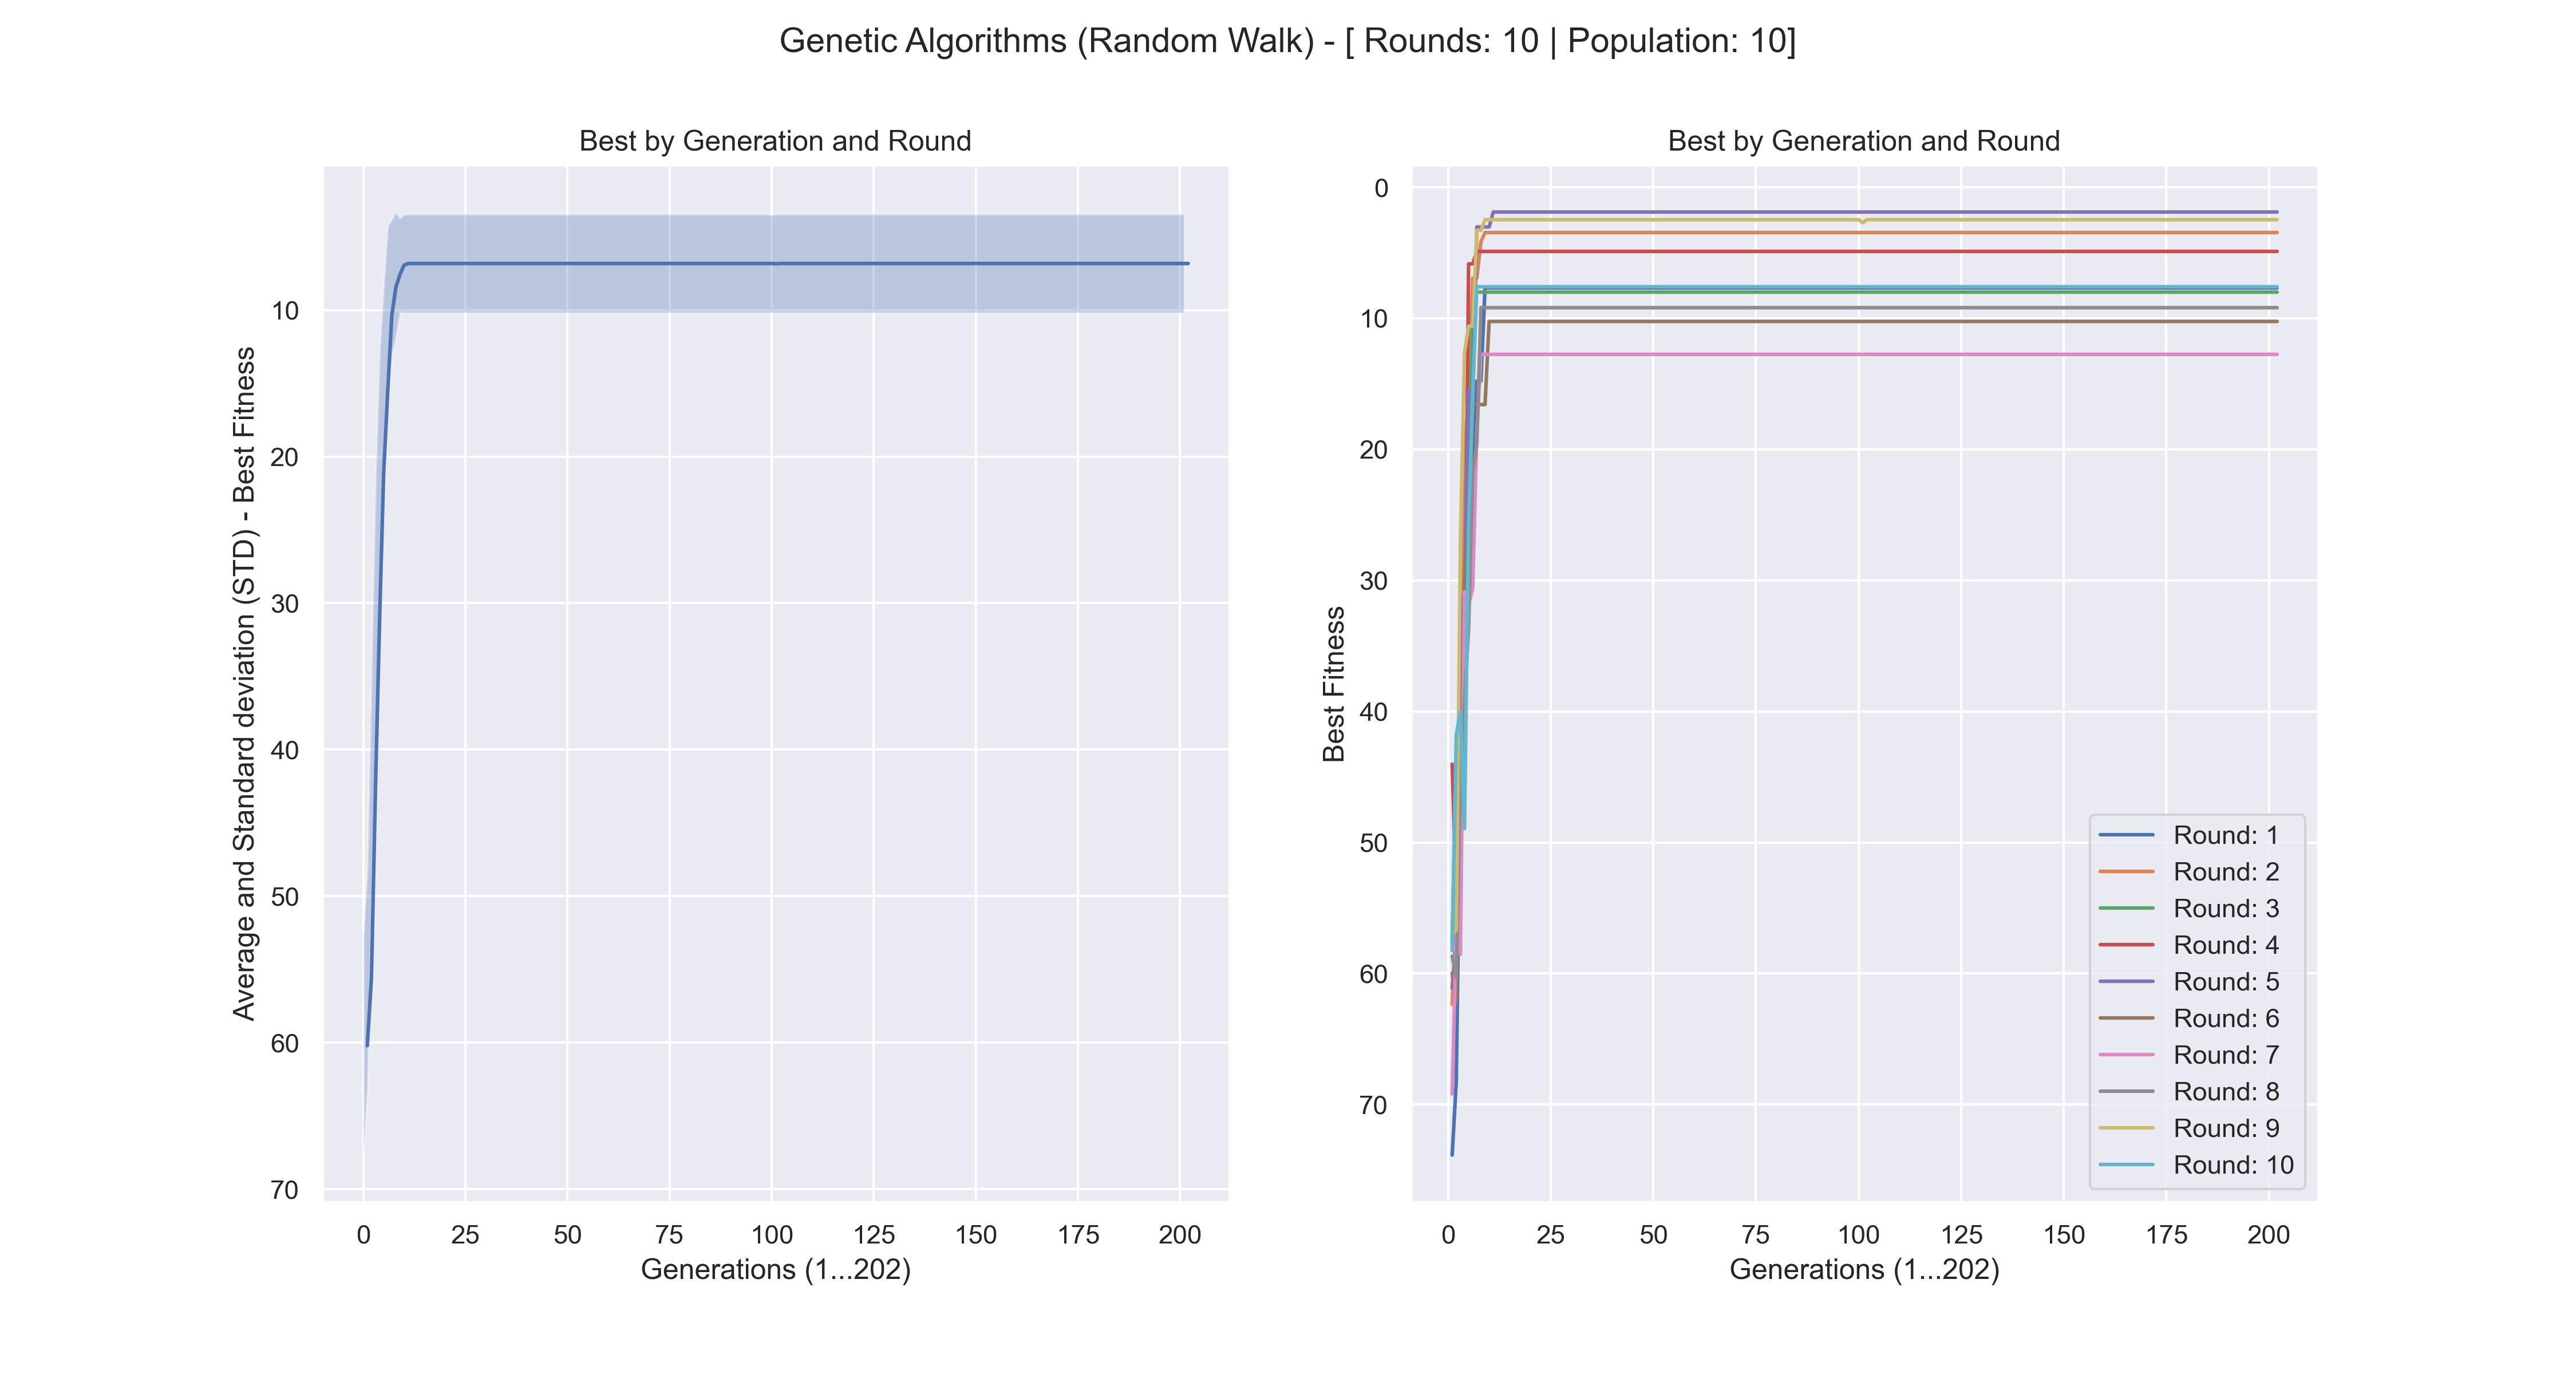 Genetic Algorithms (Random Walk) - [ Rounds: 10 | Population: 10]
Best by Generation and Round
Average and Standard deviation (STD) - Best Fitness
10
20
30
40
50
60
70
0 25 50 75 100 125 150 175 200
Generations (1...202)
Best by Generation and Round
Best Fitness
0
10
20
30
40
50
60
70
Round: 1
Round: 2
Round: 3
Round: 4
Round: 5
Round: 6
Round: 7
Round: 8
Round: 9
Round: 10
0 25 50 75 100 125 150 175 200
Generations (1...202)